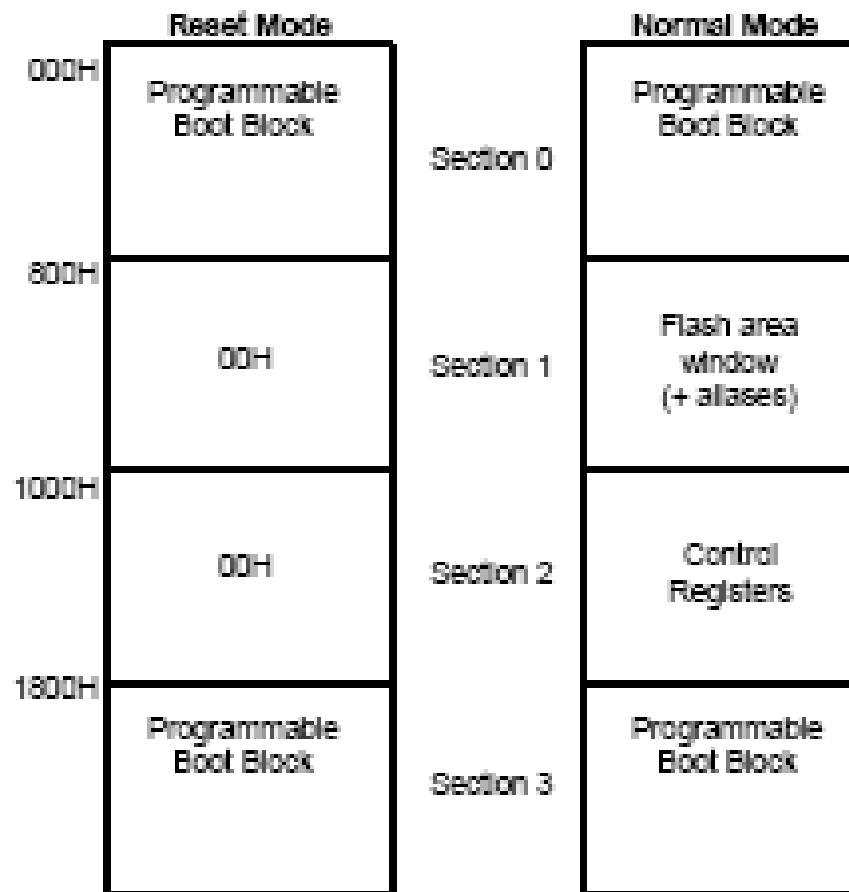 Reset Mode
Normal Mode
000H
Programmable
Boot Block
Section 0
Programmable
Boot Block
800H
00H
Section 1
Flash area
window
(+ aliases)
1000H
00H
Section 2
Control
Registers
1800H
Programmable
Boot Block
Section 3
Programmable
Boot Block